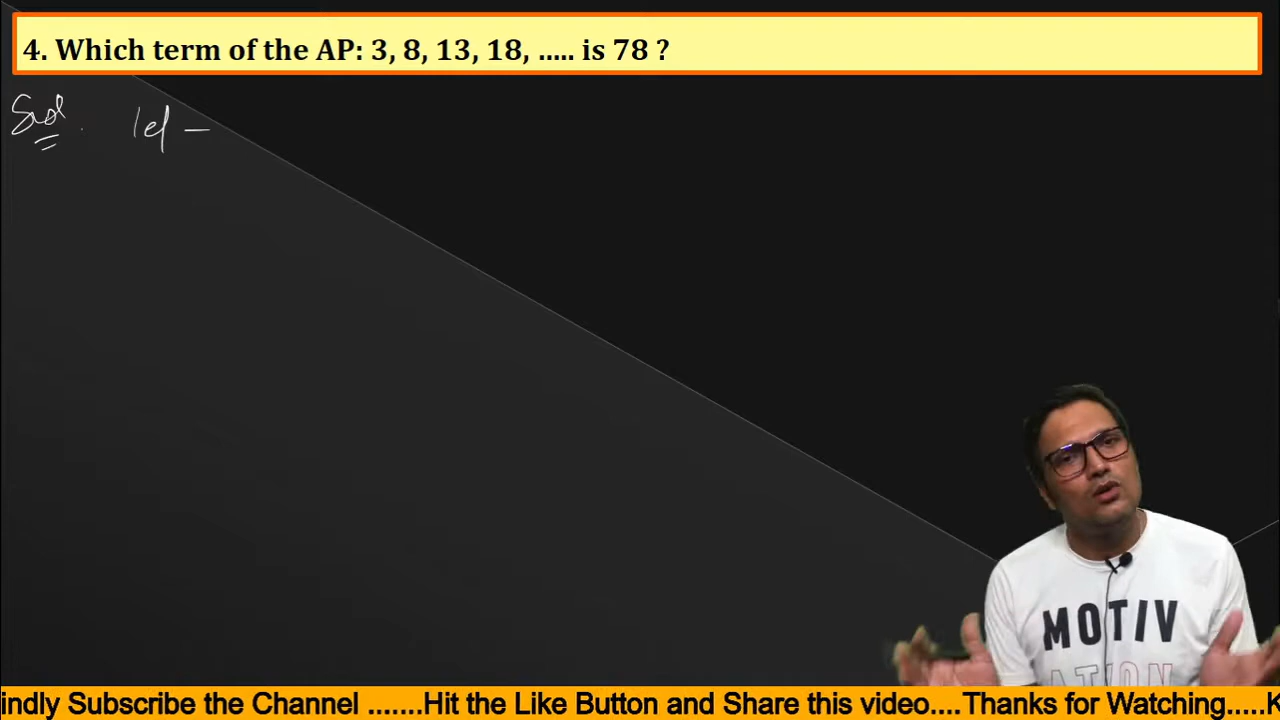 4. Which term of the AP: 3, 8, 13, 18, ..... is 78 ?
Sol. let –
MOTIV
ATION
indly Subscribe the Channel .......Hit the Like Button and Share this video....Thanks for Watching.....K